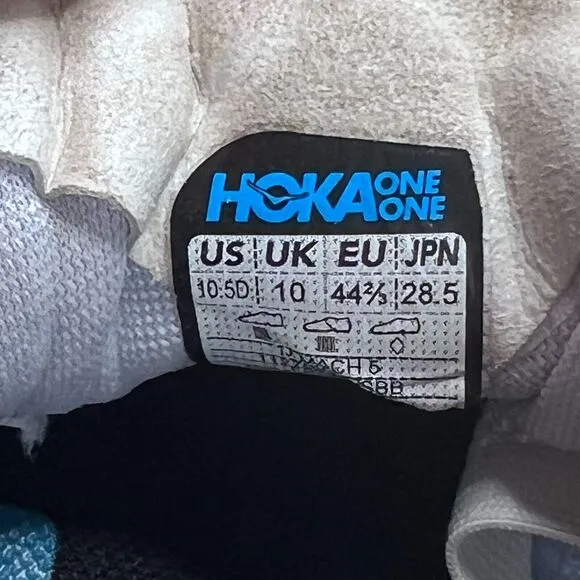 HOKA ONE ONE
US UK EU JPN
10.5D 10 44⅔ 28.5